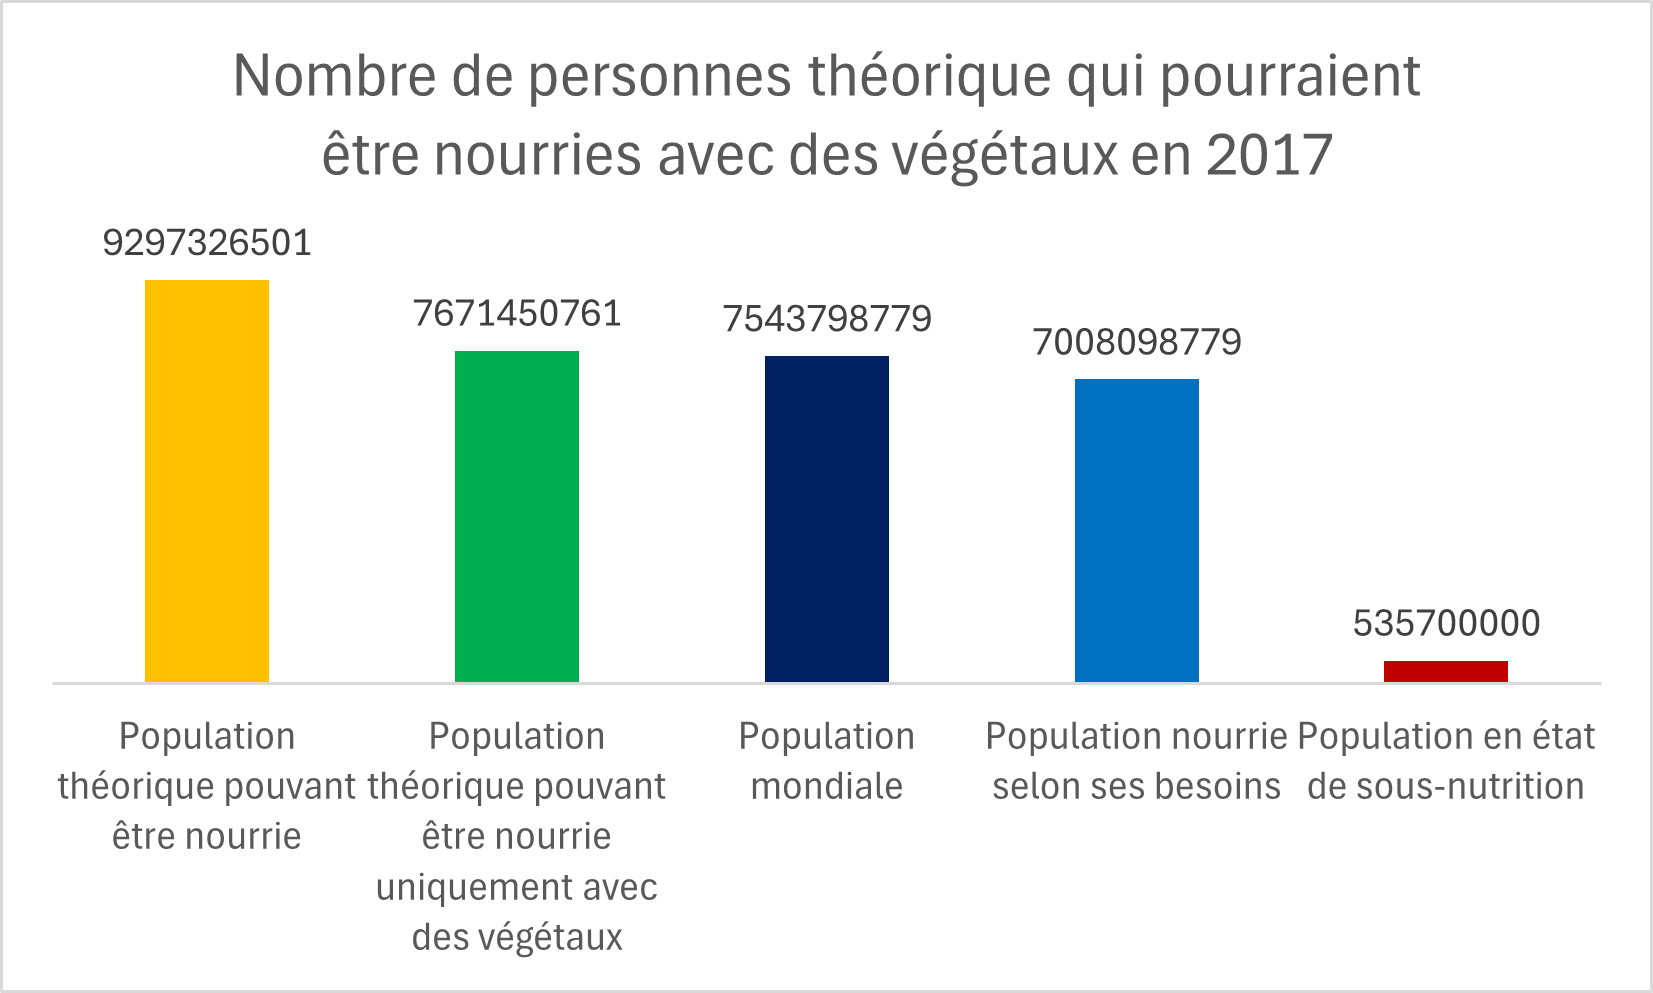 Nombre de personnes théorique qui pourraient
être nourries avec des végétaux en 2017
9297326501
7671450761
7543798779
7008098779
535700000
Population
théorique pouvant
être nourrie
Population
théorique pouvant
être nourrie
uniquement avec
des végétaux
Population
mondiale
Population nourrie
selon ses besoins
Population en état
de sous-nutrition